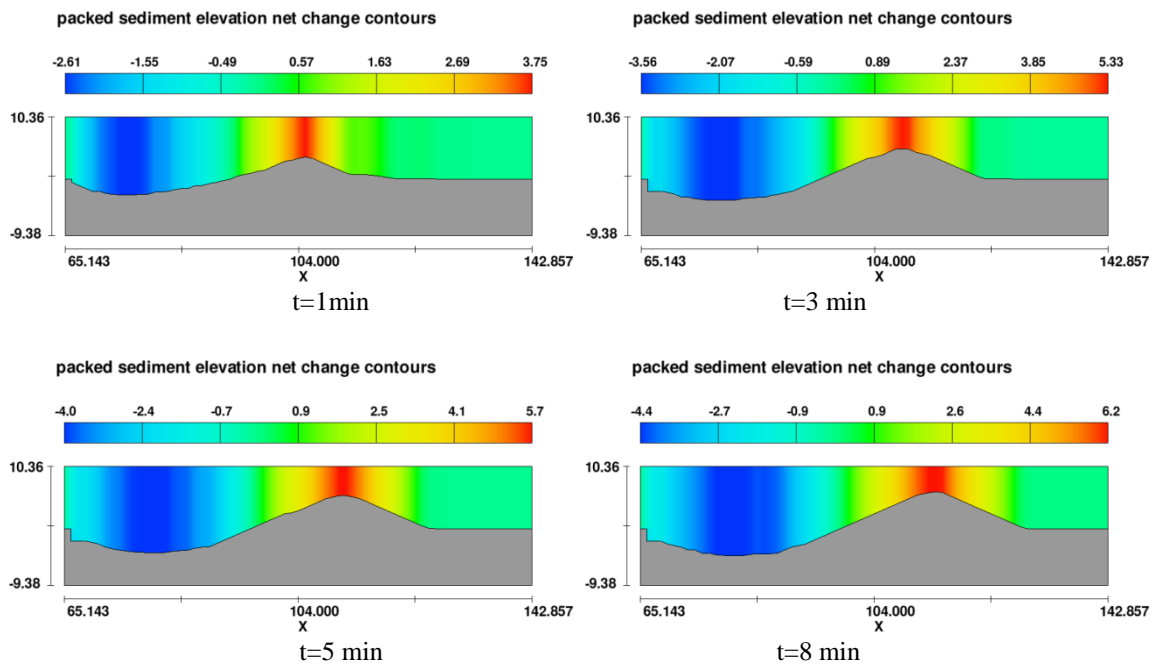 packed sediment elevation net change contours
-2.61 -1.55 -0.49 0.57 1.63 2.69 3.75
10.36
-9.38
65.143 104.000 142.857
X
t=1min
packed sediment elevation net change contours
-3.56 -2.07 -0.59 0.89 2.37 3.85 5.33
10.36
-9.38
65.143 104.000 142.857
X
t=3 min
packed sediment elevation net change contours
-4.0 -2.4 -0.7 0.9 2.5 4.1 5.7
10.36
-9.38
65.143 104.000 142.857
X
t=5 min
packed sediment elevation net change contours
-4.4 -2.7 -0.9 0.9 2.6 4.4 6.2
10.36
-9.38
65.143 104.000 142.857
X
t=8 min